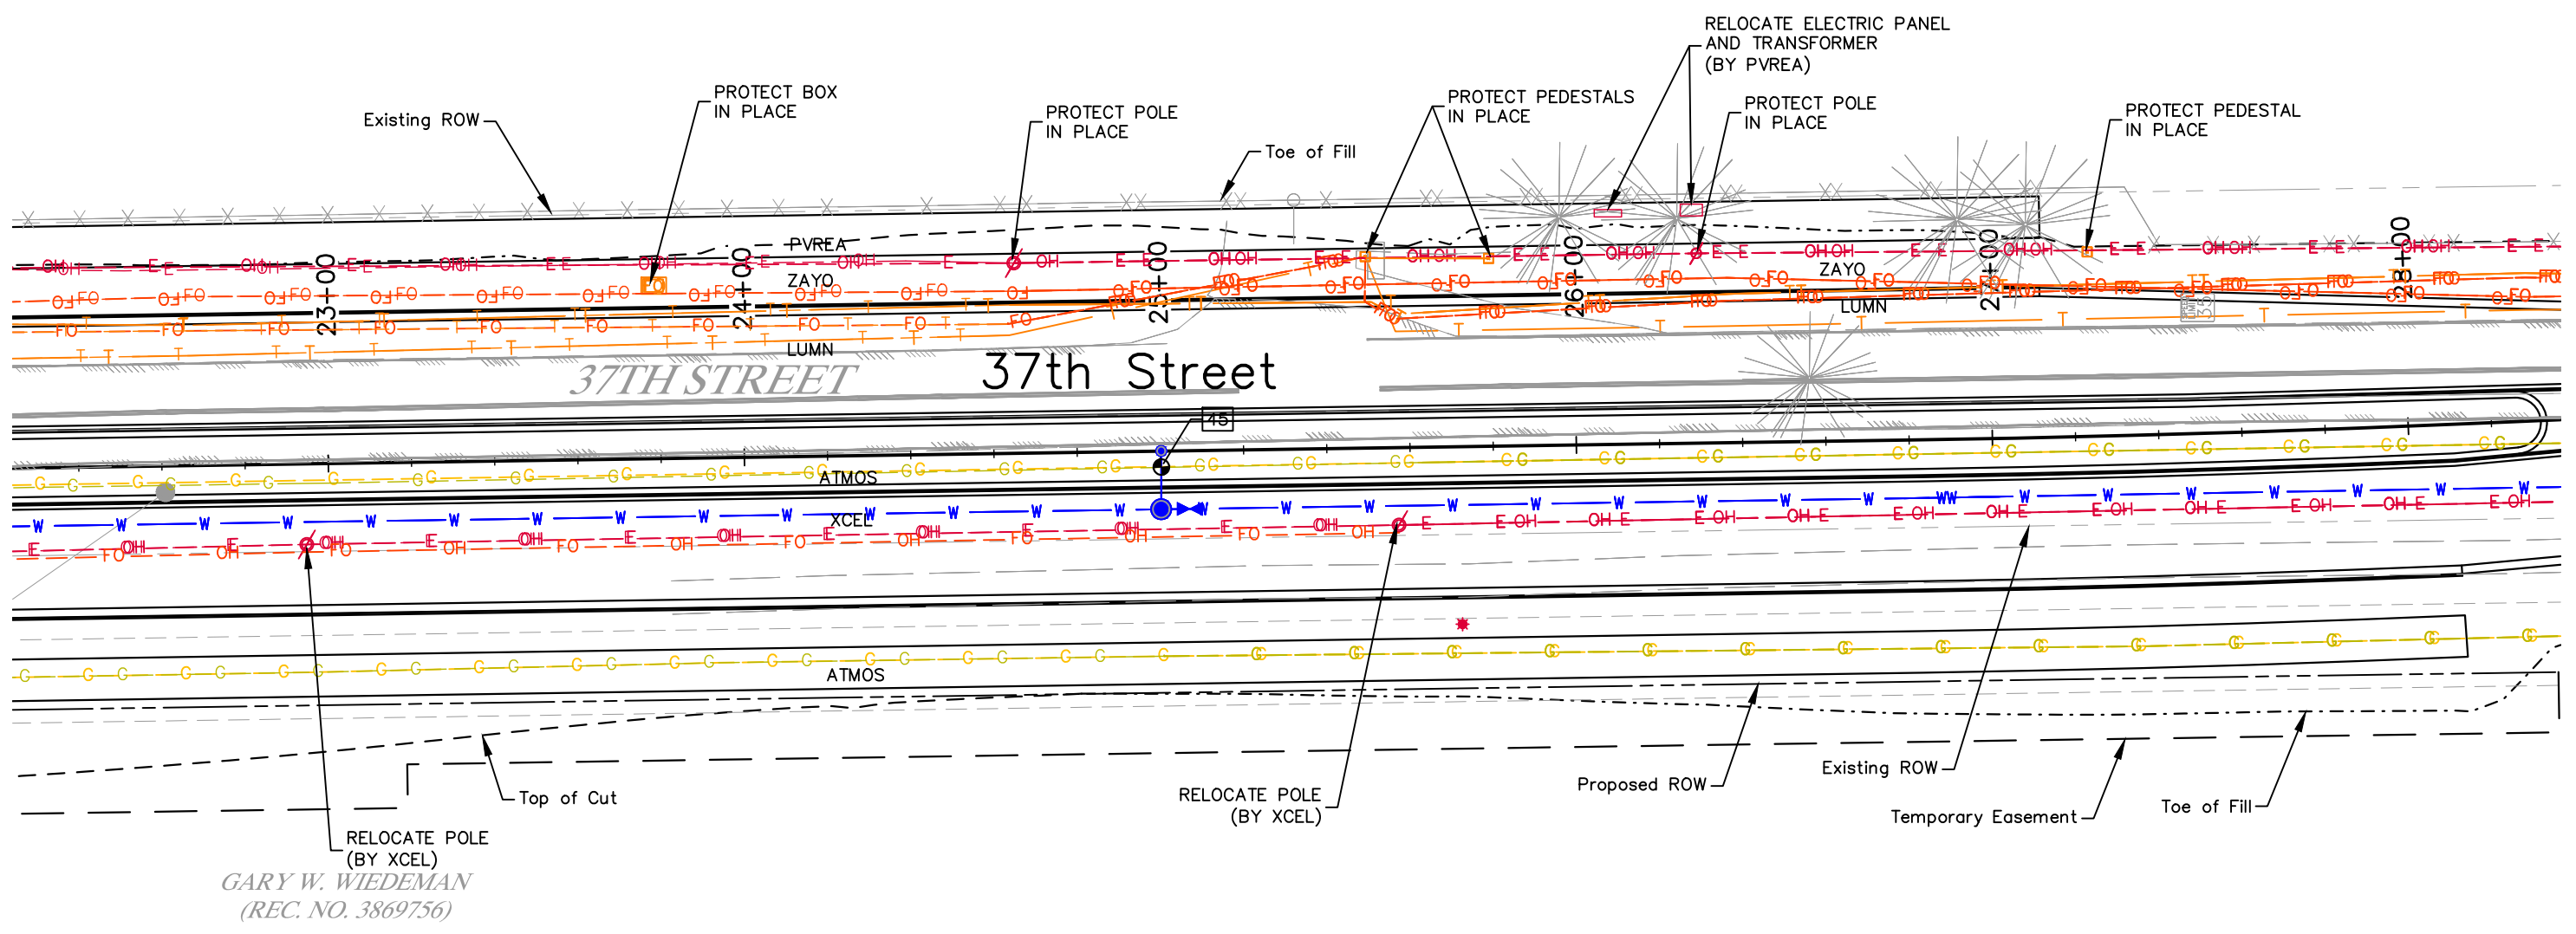 RELOCATE ELECTRIC PANEL
AND TRANSFORMER
(BY PVREA)
PROTECT BOX
IN PLACE
PROTECT PEDESTALS
IN PLACE
PROTECT POLE
IN PLACE
PROTECT POLE
IN PLACE
PROTECT PEDESTAL
IN PLACE
Existing ROW
Toe of Fill
PVREA
ZAYO
ZAYO
LUMN
LUMN
23+00
24+00
25+00
26+00
27+00
28+00
37TH STREET
37th Street
45
ATMOS
XCEL
ATMOS
Top of Cut
RELOCATE POLE
(BY XCEL)
RELOCATE POLE
(BY XCEL)
Proposed ROW
Existing ROW
Temporary Easement
Toe of Fill
GARY W. WIEDEMAN
(REC. NO. 3869756)